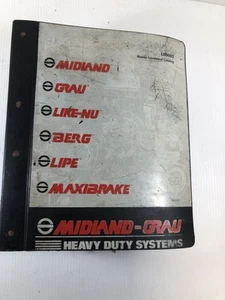 MIDLAND
GRAU
LIKE-NU
BERG
LIPE
MAXIBRAKE
MIDLAND-GRAU
HEAVY DUTY SYSTEMS